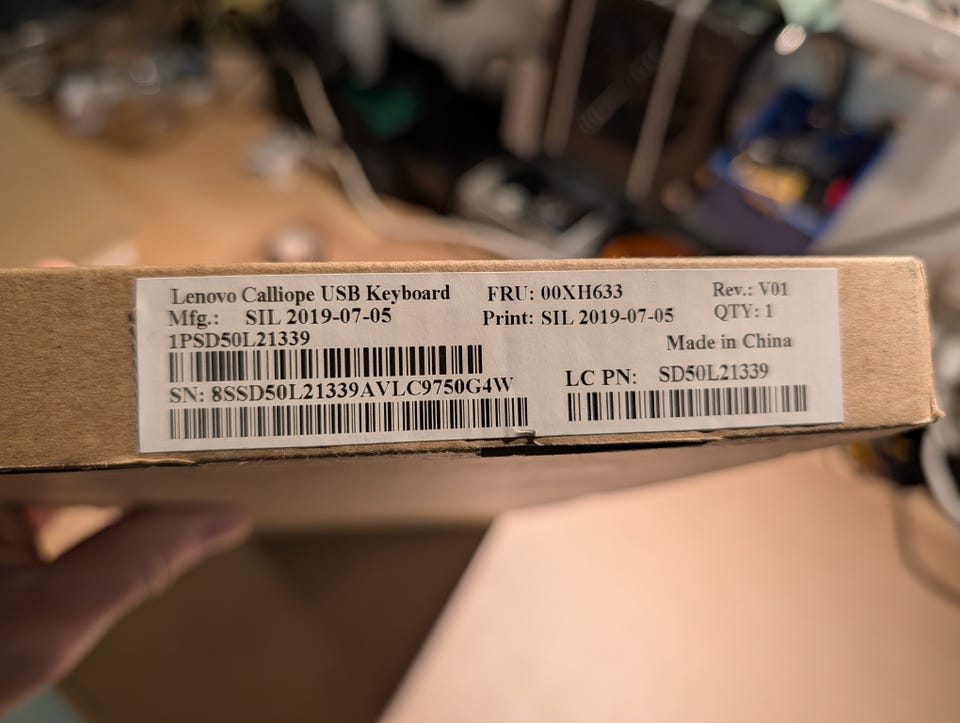 Lenovo Calliope USB Keyboard FRU: 00XH633 Rev.: V01
Mfg.: SIL 2019-07-05 Print: SIL 2019-07-05 QTY: 1
1PSD50L21339 Made in China
SN: 8SSD50L21339AVLC9750G4W LC PN: SD50L21339